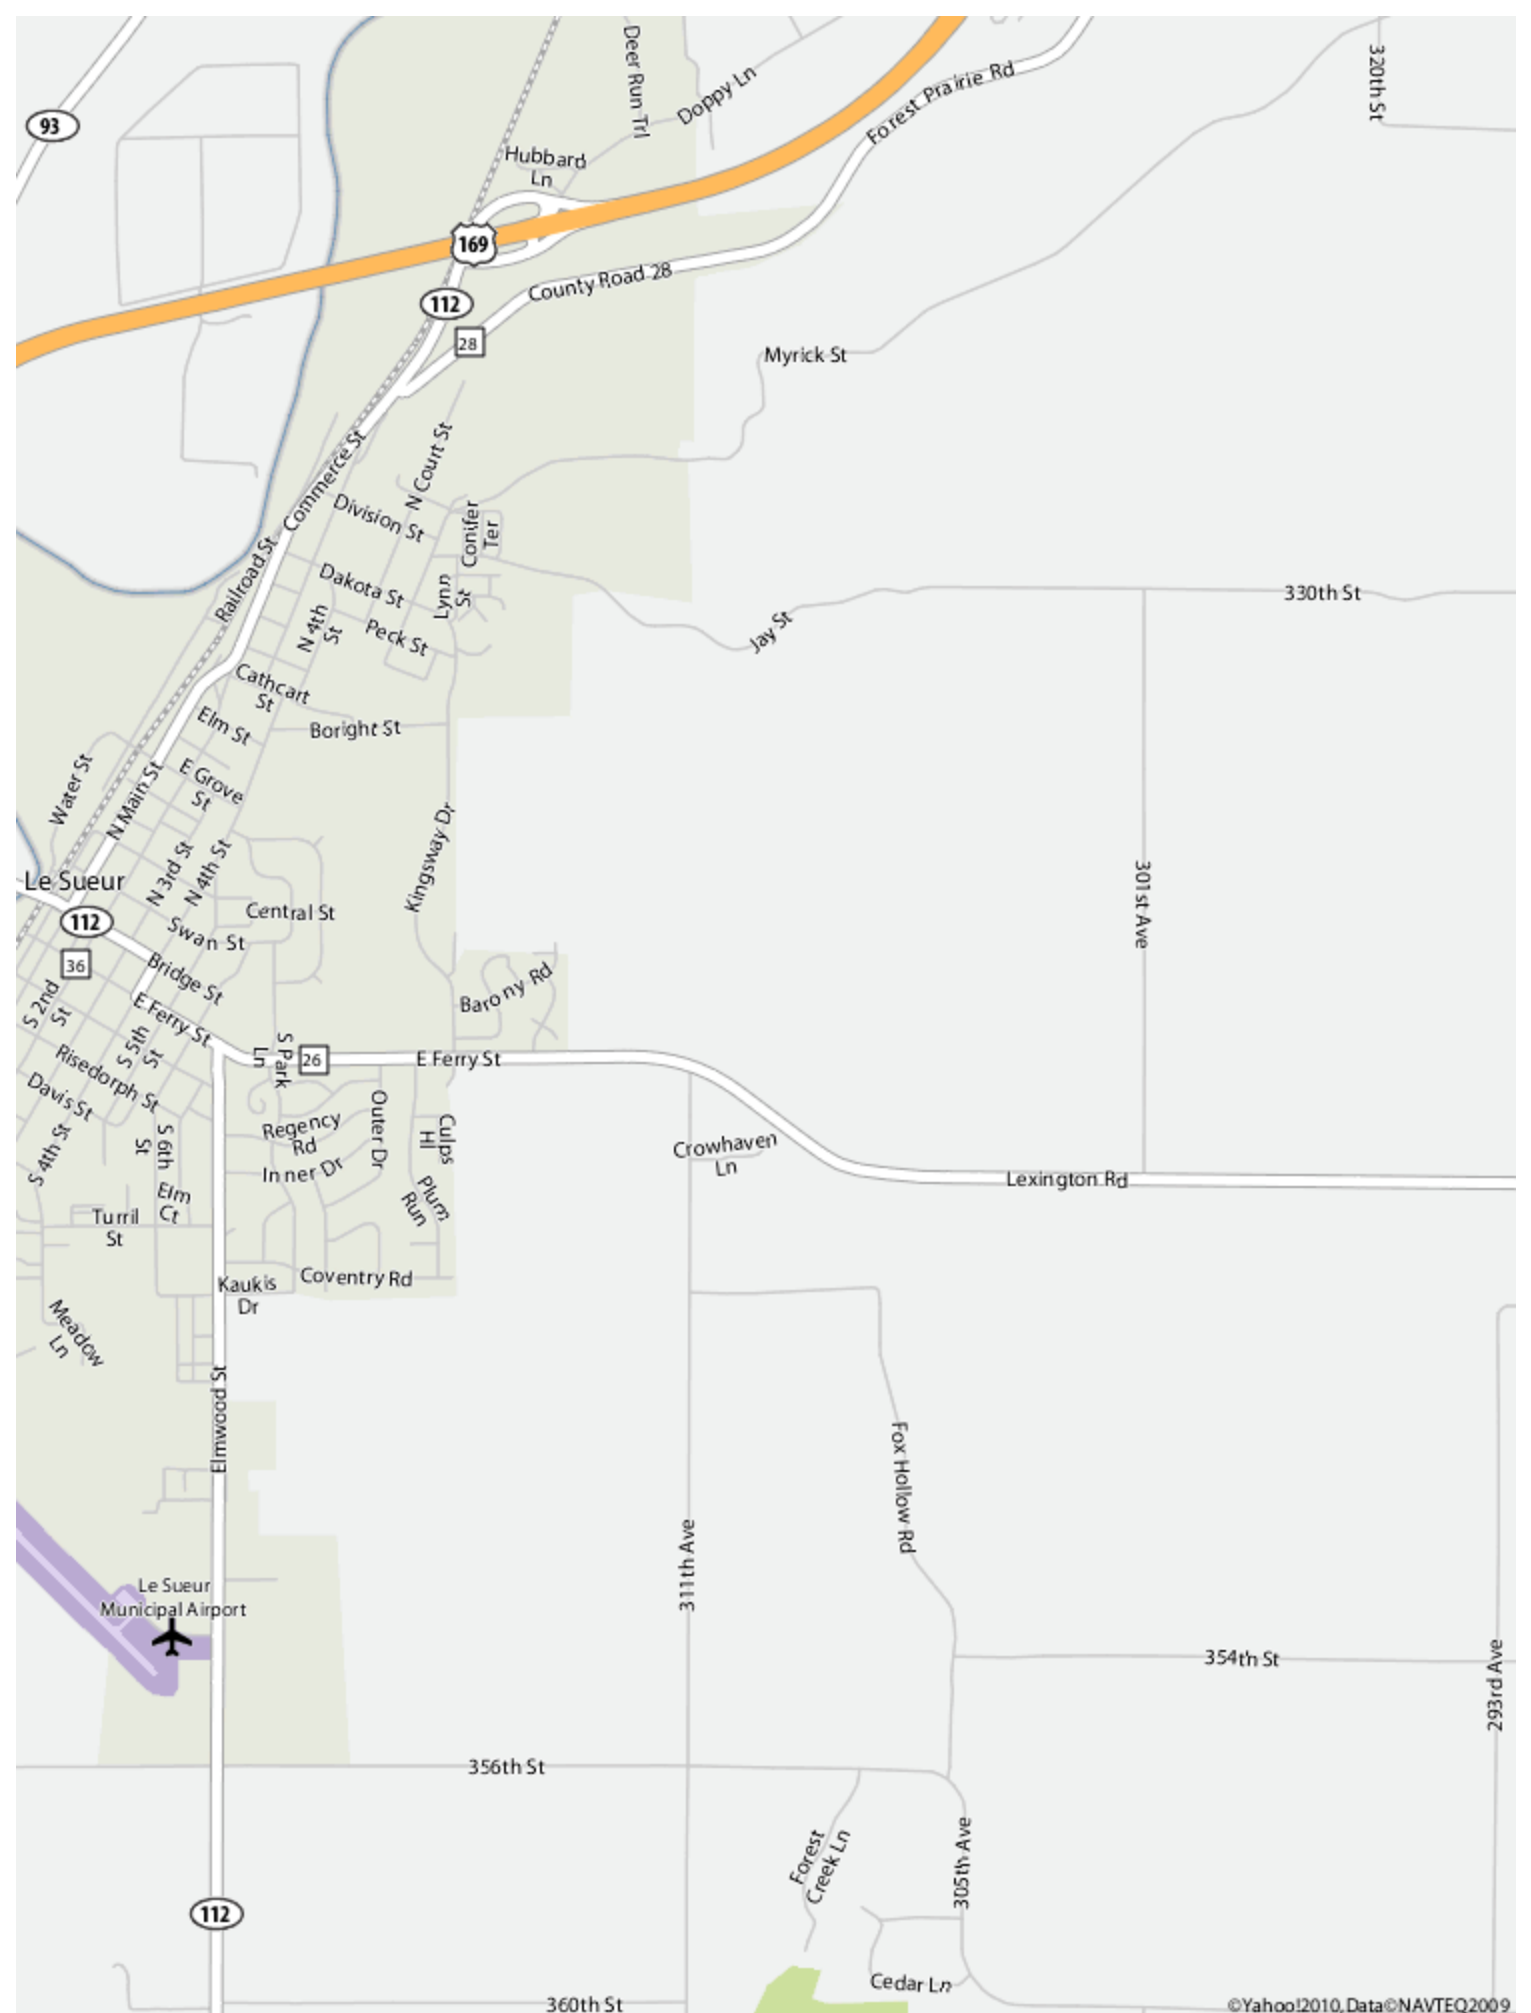 93
Deer Run Trl
Doppy Ln
Forest Prairie Rd
320th St
Hubbard
Ln
169
112
County Road 28
28
Myrick St
Commerce St
N Court St
Division St
Conifer
Ter
Railroad St
Dakota St
Lynn
St
N 4th
St
Peck St
Jay St
330th St
Cathcart
St
Elm St
Boright St
Water St
N Main St
E Grove
St
Kingsway Dr
N 3rd St
N 4th St
Le Sueur
112
Central St
Swan St
301st Ave
36
Bridge St
Barony Rd
S 2nd
St
E Ferry St
S 5th
St
S Park
Ln
26
E Ferry St
Risedorph St
Davis St
Outer Dr
Regency
Rd
Culps
Hl
S 4th St
S 6th
St
Inner Dr
Crowhaven
Ln
Lexington Rd
Elm
Ct
Plum
Run
Turril
St
Kaukis
Dr
Coventry Rd
Meadow
Ln
Elmwood St
Fox Hollow Rd
311th Ave
Le Sueur
Municipal Airport
354th St
293rd Ave
356th St
Forest
Creek Ln
305th Ave
112
Cedar Ln
360th St
©Yahoo!2010,Data©NAVTEQ2009